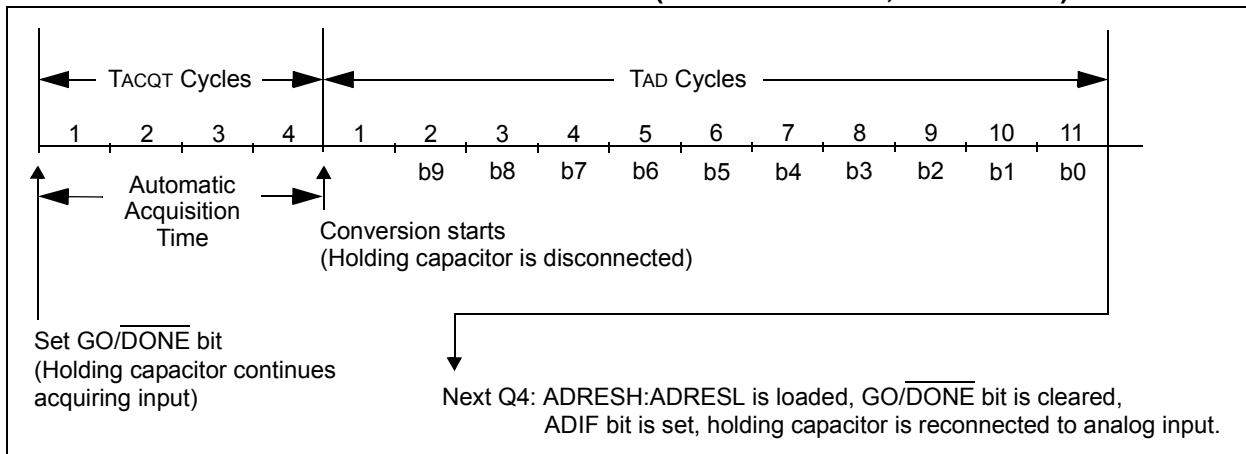 TACQT Cycles
TAD Cycles
1 2 3 4 1 2 3 4 5 6 7 8 9 10 11
b9 b8 b7 b6 b5 b4 b3 b2 b1 b0
Automatic
Acquisition
Time
Conversion starts
(Holding capacitor is disconnected)
Set GO/DONE bit
(Holding capacitor continues
acquiring input)
Next Q4: ADRESH:ADRESL is loaded, GO/DONE bit is cleared,
ADIF bit is set, holding capacitor is reconnected to analog input.